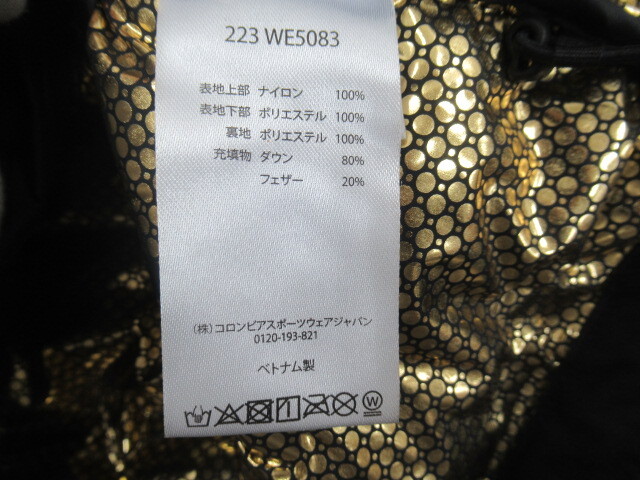 223 WE5083
表地上部 ナイロン 100%
表地下部 ポリエステル 100%
裏地 ポリエステル 100%
充填物 ダウン 80%
フェザー 20%
(株)コロンビアスポーツウェアジャパン
0120-193-821
ベトナム製
W